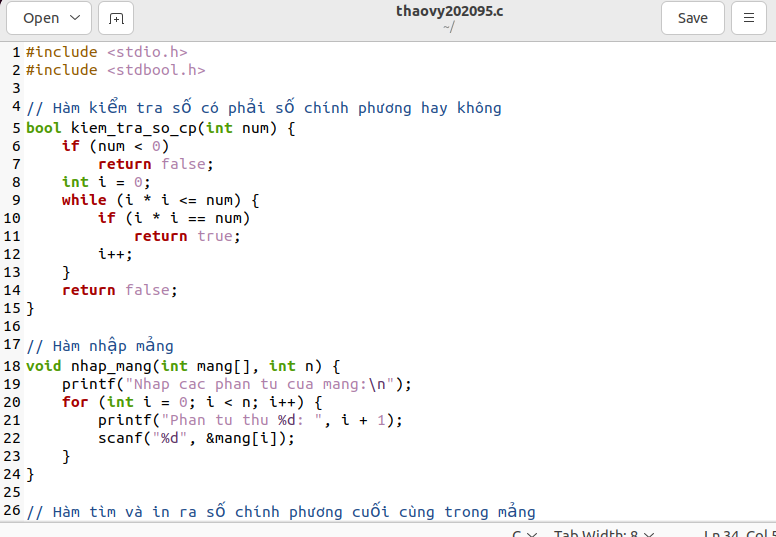 Open
thaovy202095.c
~/
Save
1 #include <stdio.h>
2 #include <stdbool.h>
3
4 // Hàm kiểm tra số có phải số chính phương hay không
5 bool kiem_tra_so_cp(int num) {
6     if (num < 0)
7         return false;
8     int i = 0;
9     while (i * i <= num) {
10         if (i * i == num)
11             return true;
12         i++;
13     }
14     return false;
15 }
16
17 // Hàm nhập mảng
18 void nhap_mang(int mang[], int n) {
19     printf("Nhap cac phan tu cua mang:\n");
20     for (int i = 0; i < n; i++) {
21         printf("Phan tu thu %d: ", i + 1);
22         scanf("%d", &mang[i]);
23     }
24 }
25
26 // Hàm tìm và in ra số chính phương cuối cùng trong mảng
C Tab Width: 8 Ln 34, Col